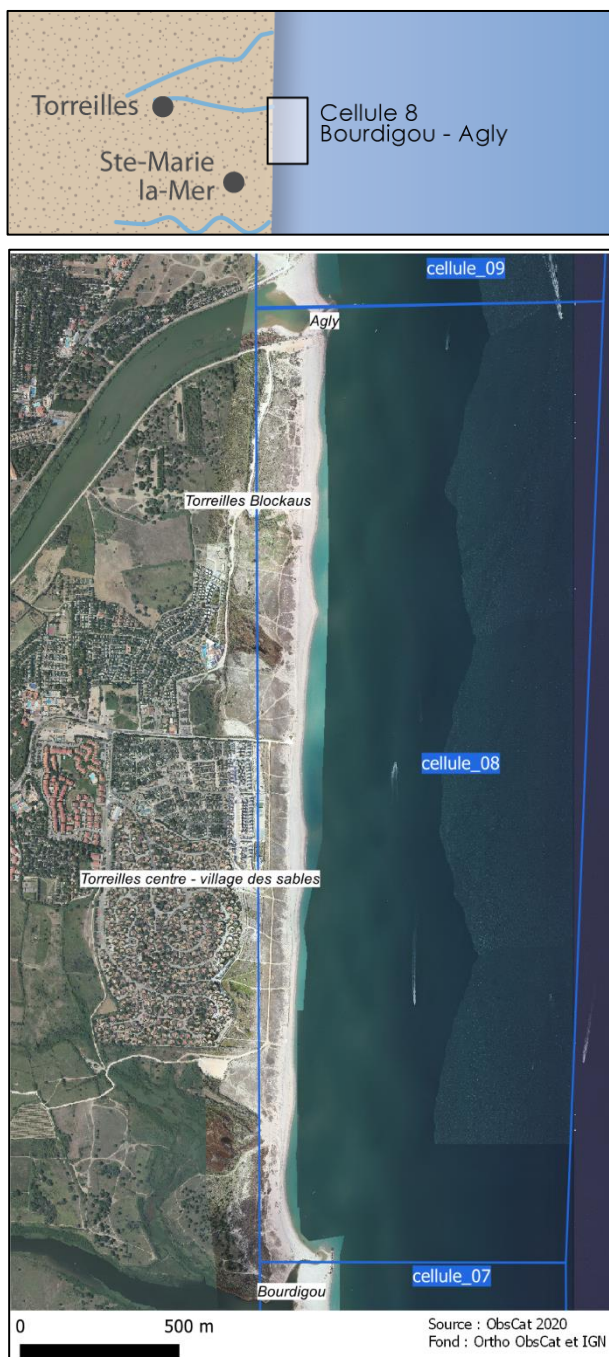 Torreilles
Ste-Marie
la-Mer
Cellule 8
Bourdigou - Agly
cellule_09
Agly
Torreilles Blockaus
cellule_08
Torreilles centre - village des sables
cellule_07
Bourdigou
0 500 m
Source : ObsCat 2020
Fond : Ortho ObsCat et IGN